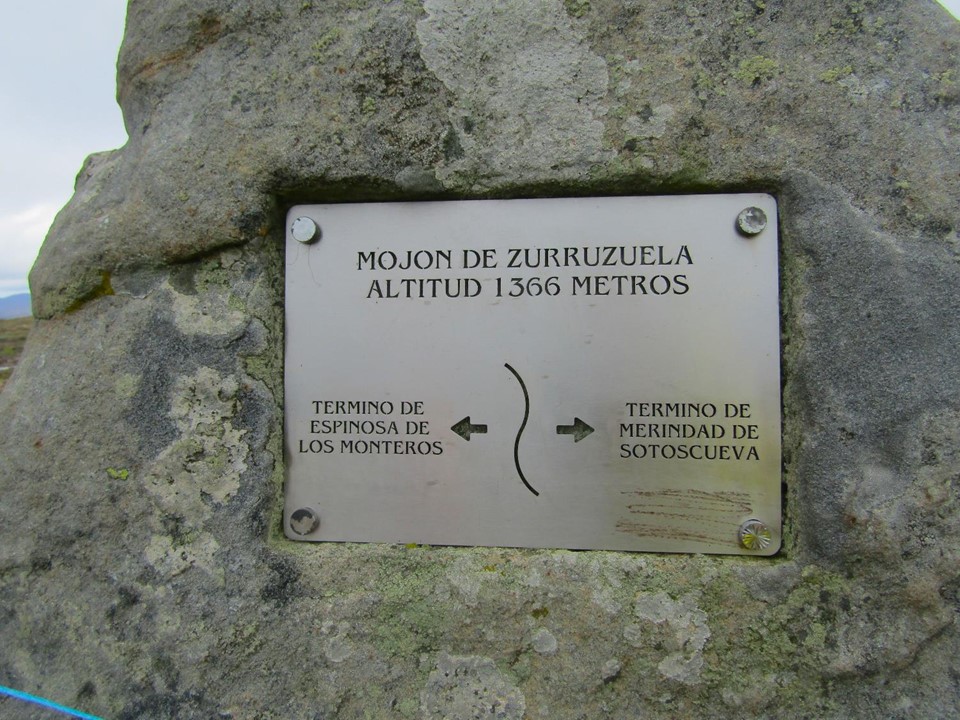 MOJON DE ZURRUZUELA
ALTITUD 1366 METROS
TERMINO DE
ESPINOSA DE
LOS MONTEROS
TERMINO DE
MERINDAD DE
SOTOSCUEVA